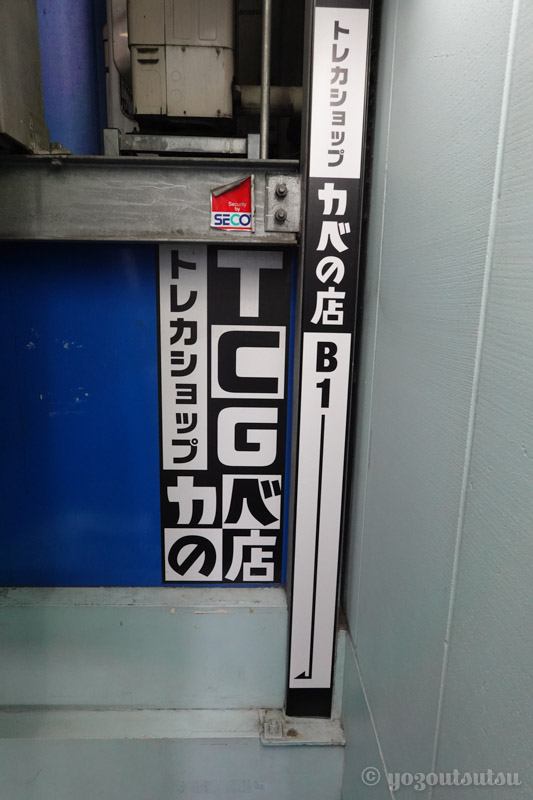 トレカショップ
カベの店
B1
Security
by
SECO
TCG
トレカショップ
カベ
の店
© yozoutsutsu